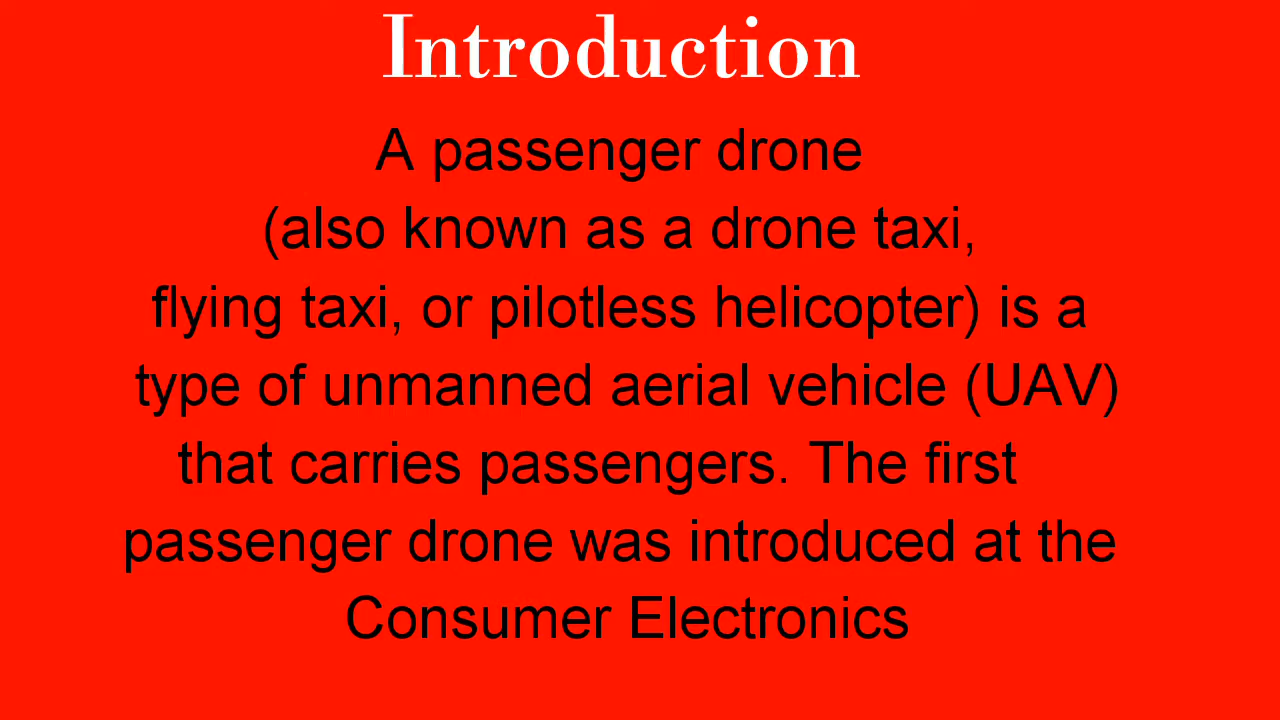 Introduction
A passenger drone
(also known as a drone taxi,
flying taxi, or pilotless helicopter) is a
type of unmanned aerial vehicle (UAV)
that carries passengers. The first
passenger drone was introduced at the
Consumer Electronics